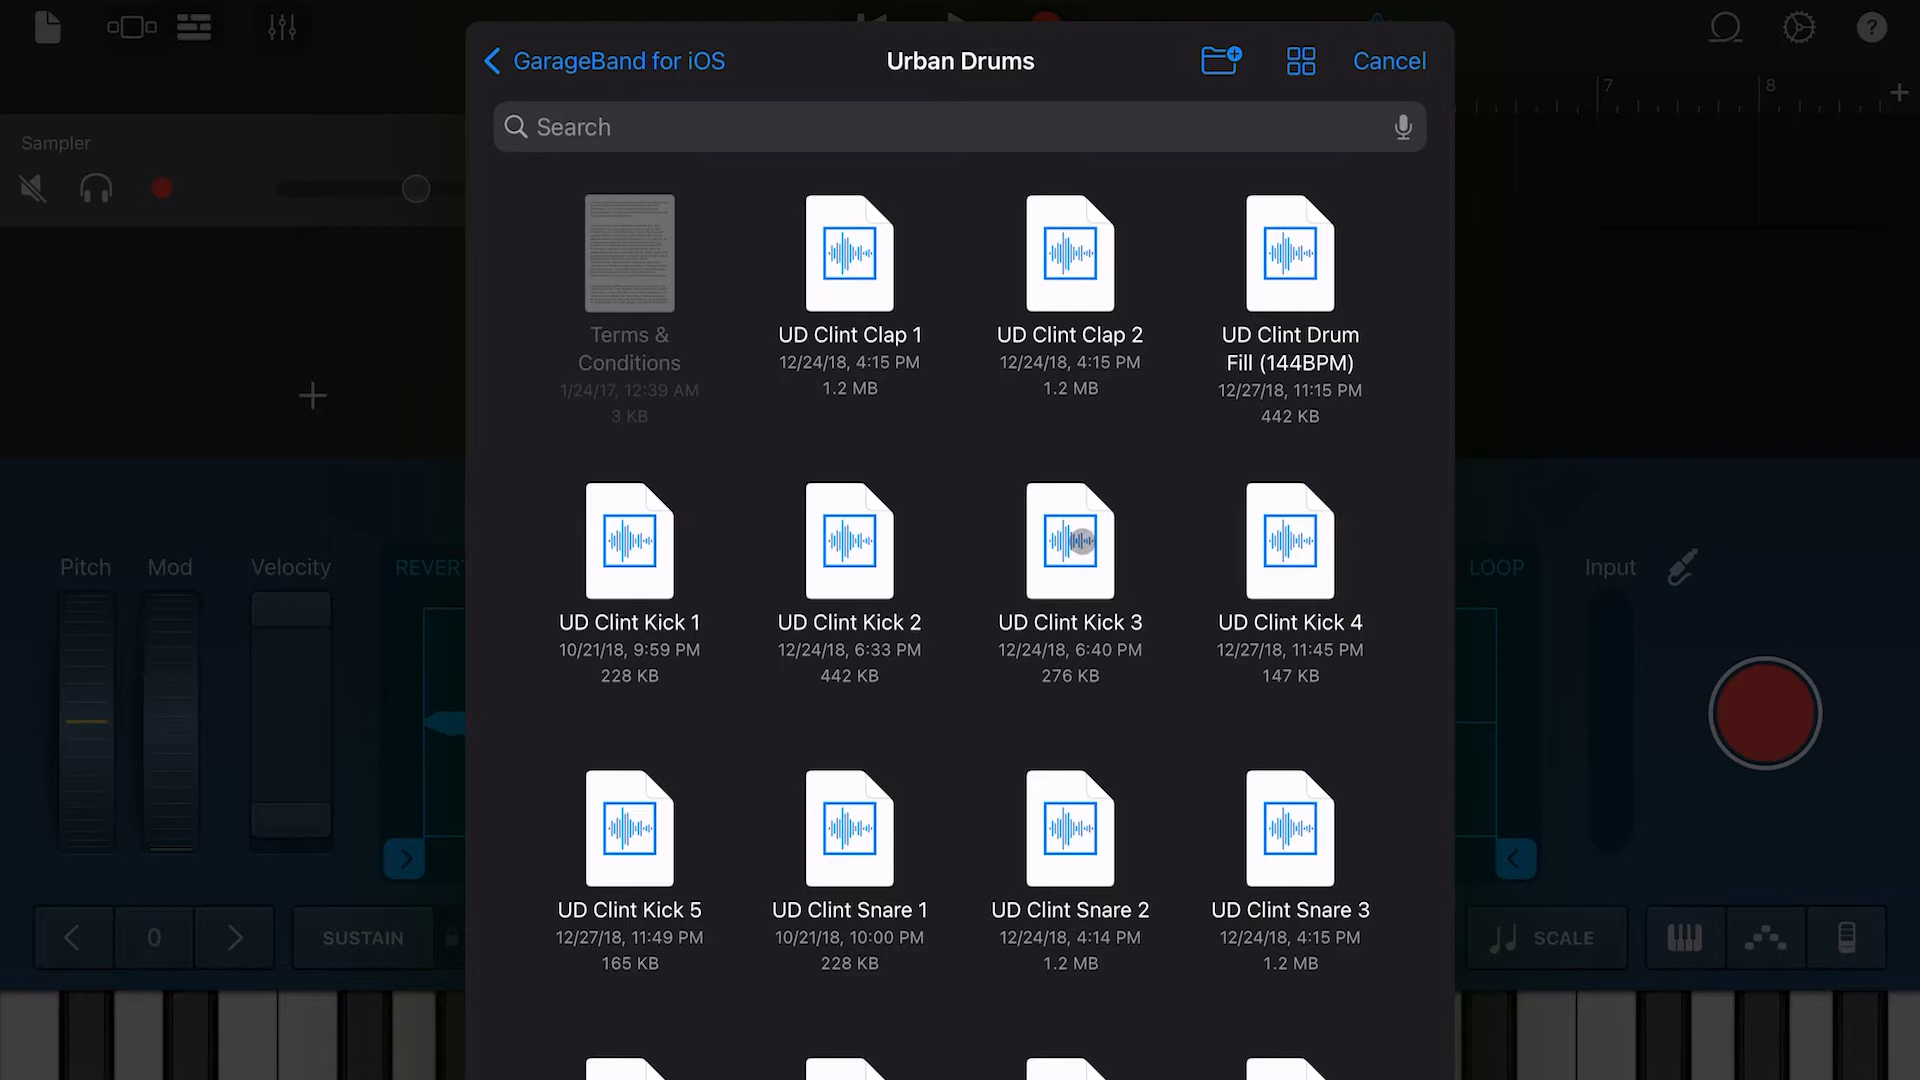 GarageBand for iOS
Urban Drums
Cancel
?
7
8
Search
Sampler
Terms &
Conditions
1/24/17, 12:39 AM
3 KB
UD Clint Clap 1
12/24/18, 4:15 PM
1.2 MB
UD Clint Clap 2
12/24/18, 4:15 PM
1.2 MB
UD Clint Drum
Fill (144BPM)
12/27/18, 11:15 PM
442 KB
UD Clint Kick 1
10/21/18, 9:59 PM
228 KB
UD Clint Kick 2
12/24/18, 6:33 PM
442 KB
UD Clint Kick 3
12/24/18, 6:40 PM
276 KB
UD Clint Kick 4
12/27/18, 11:45 PM
147 KB
Pitch
Mod
Velocity
REVER
LOOP
Input
UD Clint Kick 5
12/27/18, 11:49 PM
165 KB
UD Clint Snare 1
10/21/18, 10:00 PM
228 KB
UD Clint Snare 2
12/24/18, 4:14 PM
1.2 MB
UD Clint Snare 3
12/24/18, 4:15 PM
1.2 MB
0
SUSTAIN
SCALE